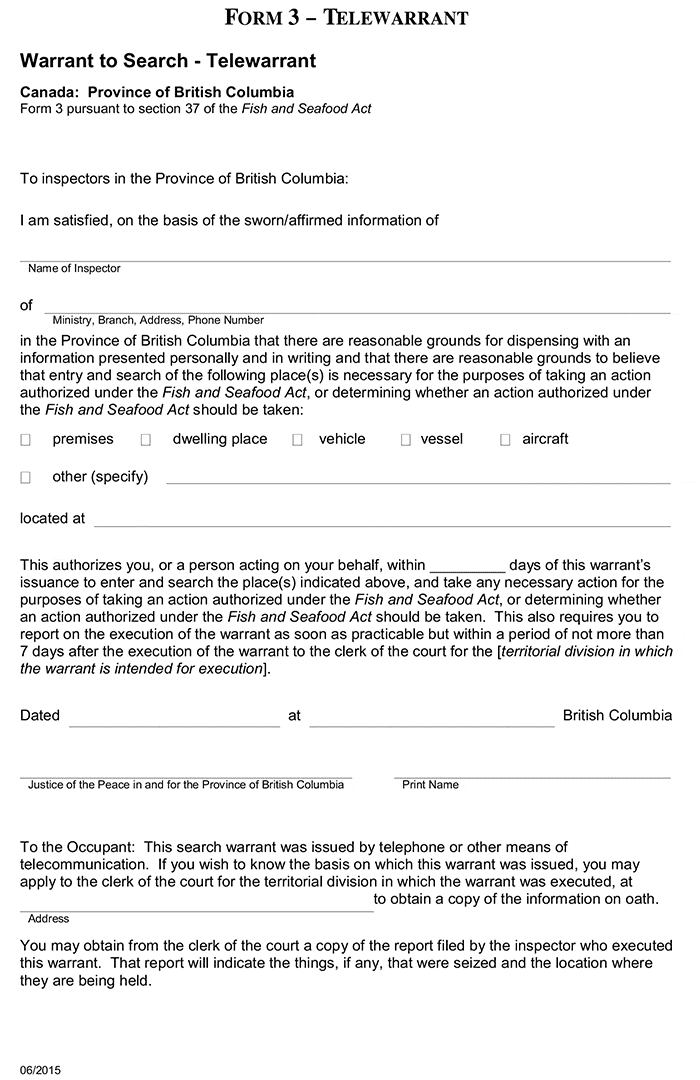 FORM 3 – TELEWARRANT
Warrant to Search - Telewarrant
Canada: Province of British Columbia
Form 3 pursuant to section 37 of the Fish and Seafood Act
To inspectors in the Province of British Columbia:
I am satisfied, on the basis of the sworn/affirmed information of
Name of Inspector
of
Ministry, Branch, Address, Phone Number
in the Province of British Columbia that there are reasonable grounds for dispensing with an
information presented personally and in writing and that there are reasonable grounds to believe
that entry and search of the following place(s) is necessary for the purposes of taking an action
authorized under the Fish and Seafood Act, or determining whether an action authorized under
the Fish and Seafood Act should be taken:
☐ premises ☐ dwelling place ☐ vehicle ☐ vessel ☐ aircraft
☐ other (specify)
located at
This authorizes you, or a person acting on your behalf, within _________ days of this warrant's
issuance to enter and search the place(s) indicated above, and take any necessary action for the
purposes of taking an action authorized under the Fish and Seafood Act, or determining whether
an action authorized under the Fish and Seafood Act should be taken. This also requires you to
report on the execution of the warrant as soon as practicable but within a period of not more than
7 days after the execution of the warrant to the clerk of the court for the [territorial division in which
the warrant is intended for execution].
Dated at British Columbia
Justice of the Peace in and for the Province of British Columbia Print Name
To the Occupant: This search warrant was issued by telephone or other means of
telecommunication. If you wish to know the basis on which this warrant was issued, you may
apply to the clerk of the court for the territorial division in which the warrant was executed, at
to obtain a copy of the information on oath.
Address
You may obtain from the clerk of the court a copy of the report filed by the inspector who executed
this warrant. That report will indicate the things, if any, that were seized and the location where
they are being held.
06/2015